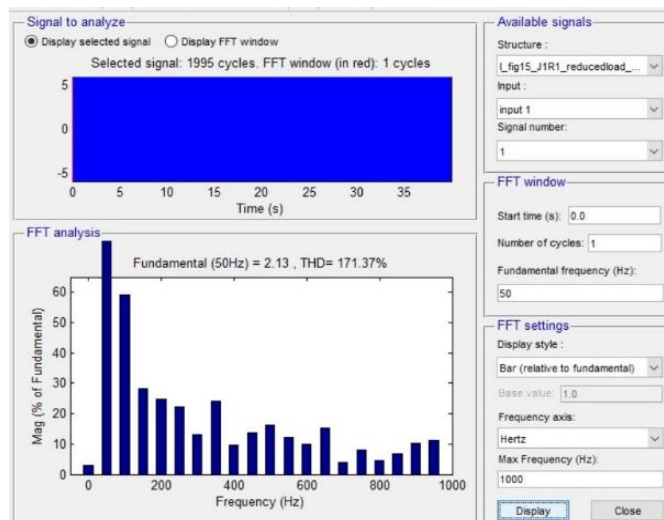 Signal to analyze
Display selected signal Display FFT window
Selected signal: 1995 cycles. FFT window (in red): 1 cycles
5
0
-5
0 5 10 15 20 25 30 35
Time (s)
FFT analysis
Fundamental (50Hz) = 2.13 , THD= 171.37%
Mag (% of Fundamental)
60
50
40
30
20
10
0
0 200 400 600 800 1000
Frequency (Hz)
Available signals
Structure :
I_fig15_J1R1_reducedload_...
Input :
input 1
Signal number:
1
FFT window
Start time (s): 0.0
Number of cycles: 1
Fundamental frequency (Hz):
50
FFT settings
Display style :
Bar (relative to fundamental)
Base value: 1.0
Frequency axis:
Hertz
Max Frequency (Hz):
1000
Display Close